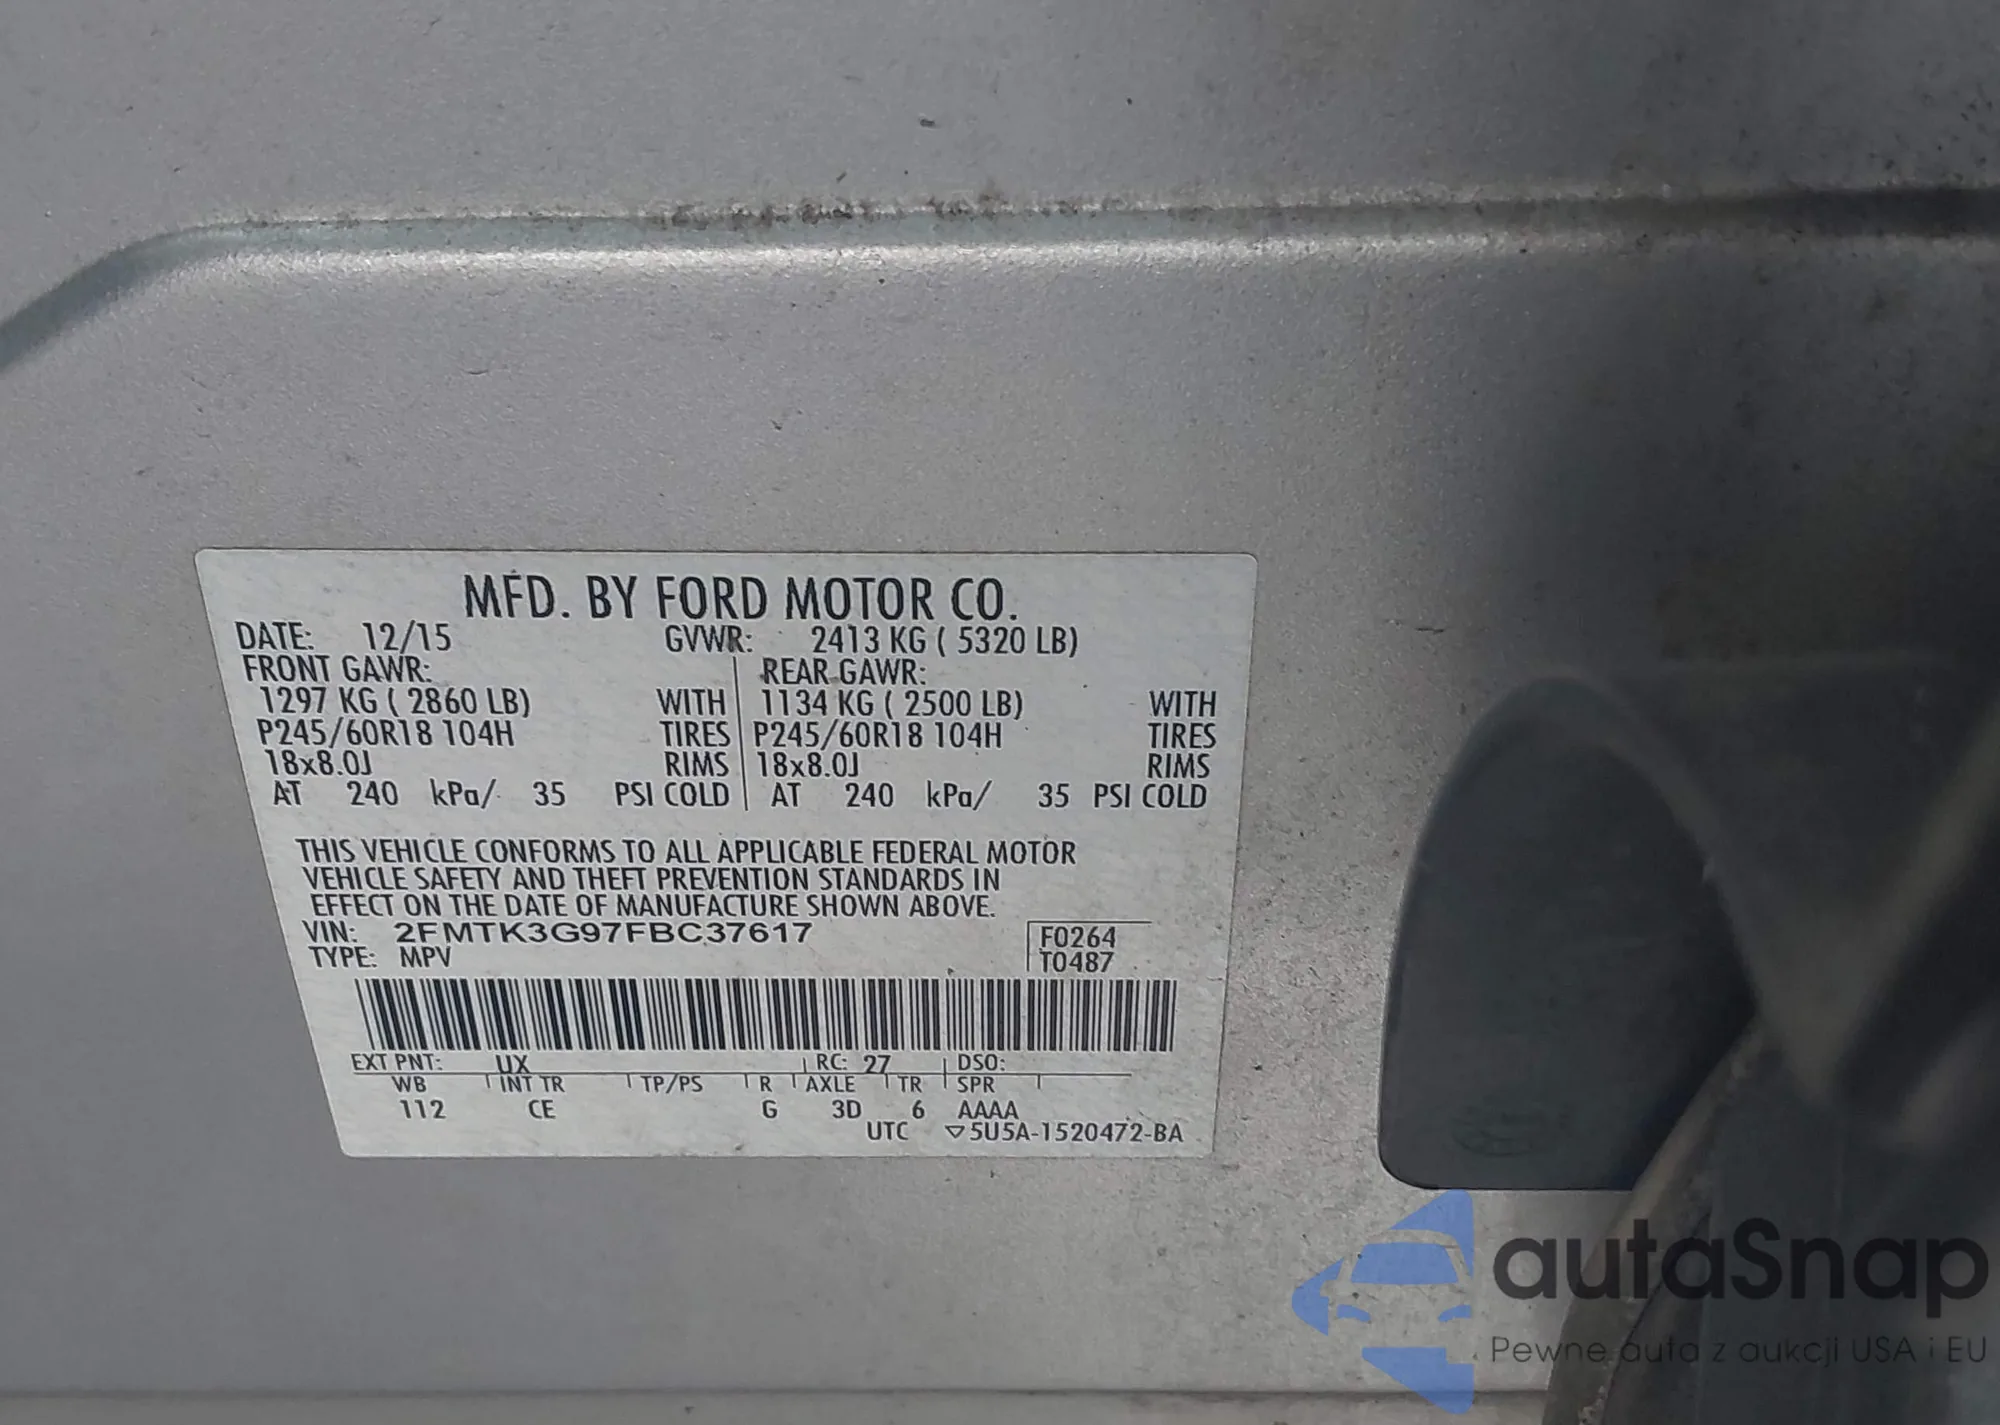 MFD. BY FORD MOTOR CO.
DATE: 12/15 GVWR: 2413 KG ( 5320 LB)
FRONT GAWR: REAR GAWR:
1297 KG ( 2860 LB) WITH 1134 KG ( 2500 LB) WITH
P245/60R18 104H TIRES P245/60R18 104H TIRES
18x8.0J RIMS 18x8.0J RIMS
AT 240 kPa/ 35 PSI COLD AT 240 kPa/ 35 PSI COLD
THIS VEHICLE CONFORMS TO ALL APPLICABLE FEDERAL MOTOR
VEHICLE SAFETY AND THEFT PREVENTION STANDARDS IN
EFFECT ON THE DATE OF MANUFACTURE SHOWN ABOVE.
VIN: 2FMTK3G97FBC37617 F0264
TYPE: MPV T0487
EXT PNT: UX RC: 27 DSO:
WB INT TR TP/PS R AXLE TR SPR
112 CE G 3D 6 AAAA
UTC ▽5U5A-1520472-BA
autaSnap
Pewne auta z aukcji USA i EU